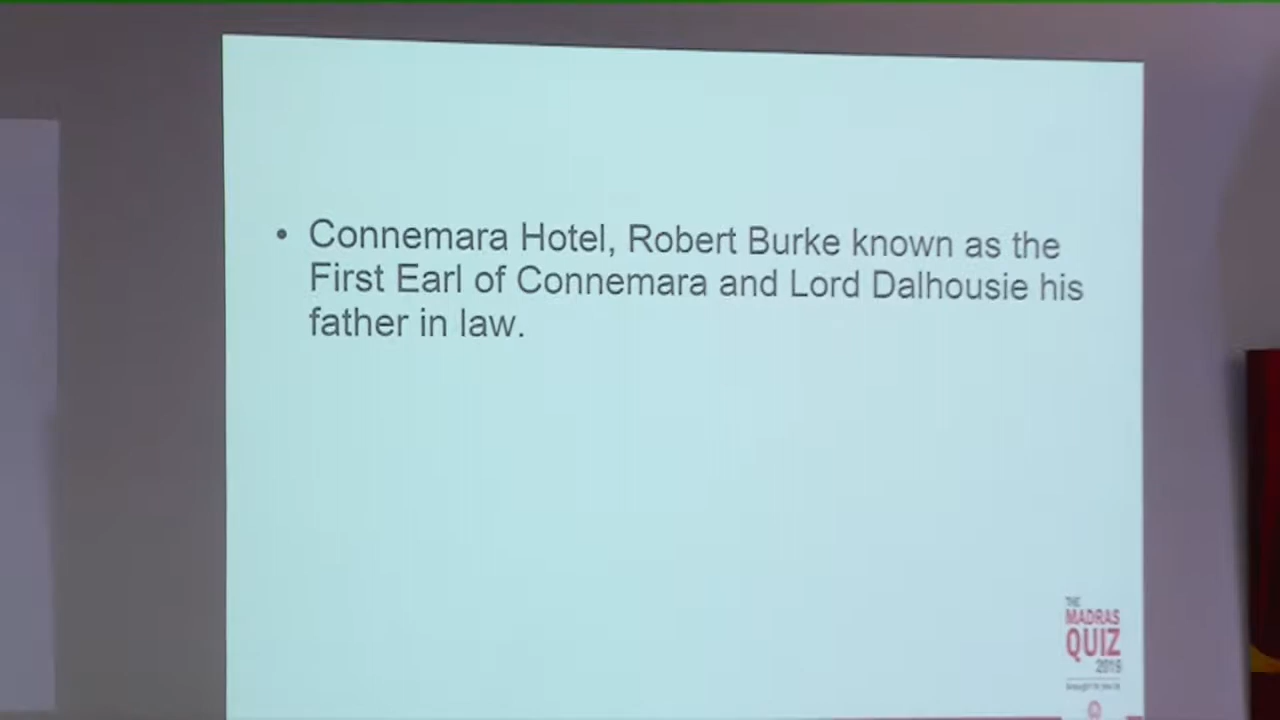 • Connemara Hotel, Robert Burke known as the
First Earl of Connemara and Lord Dalhousie his
father in law.
THE
MADRAS
QUIZ